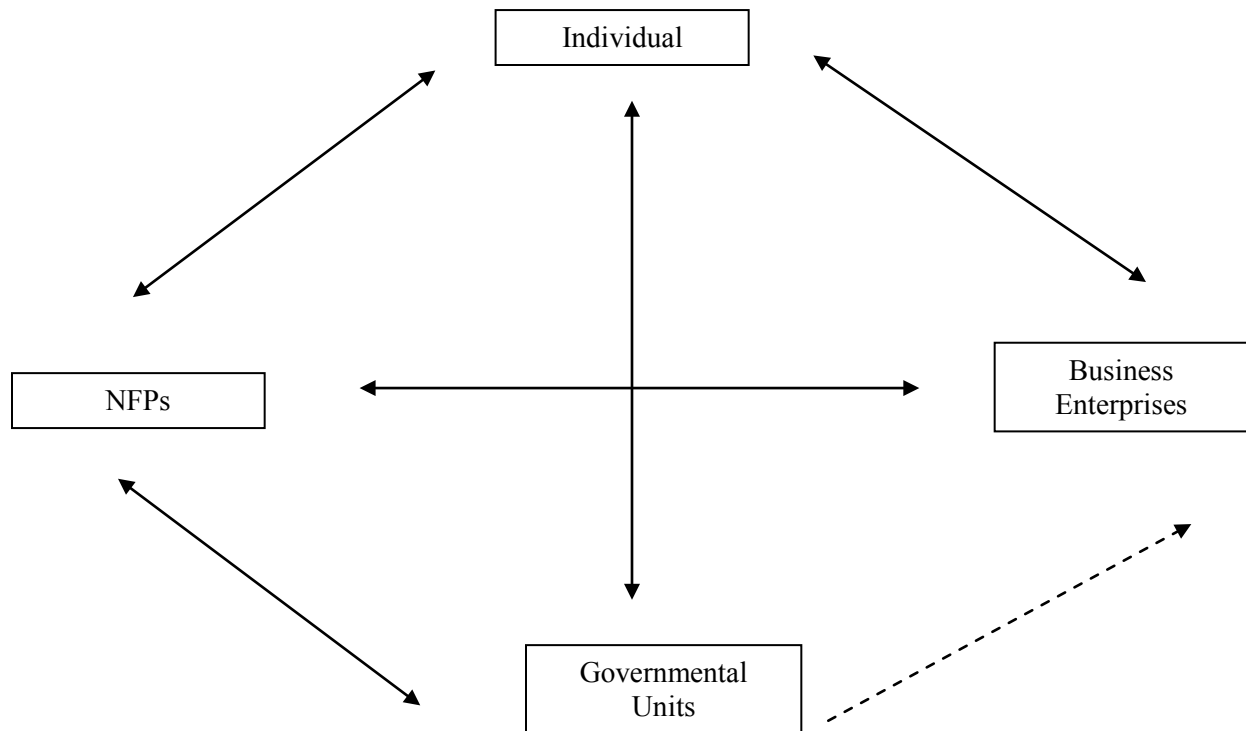 Individual
NFPs
Business
Enterprises
Governmental
Units